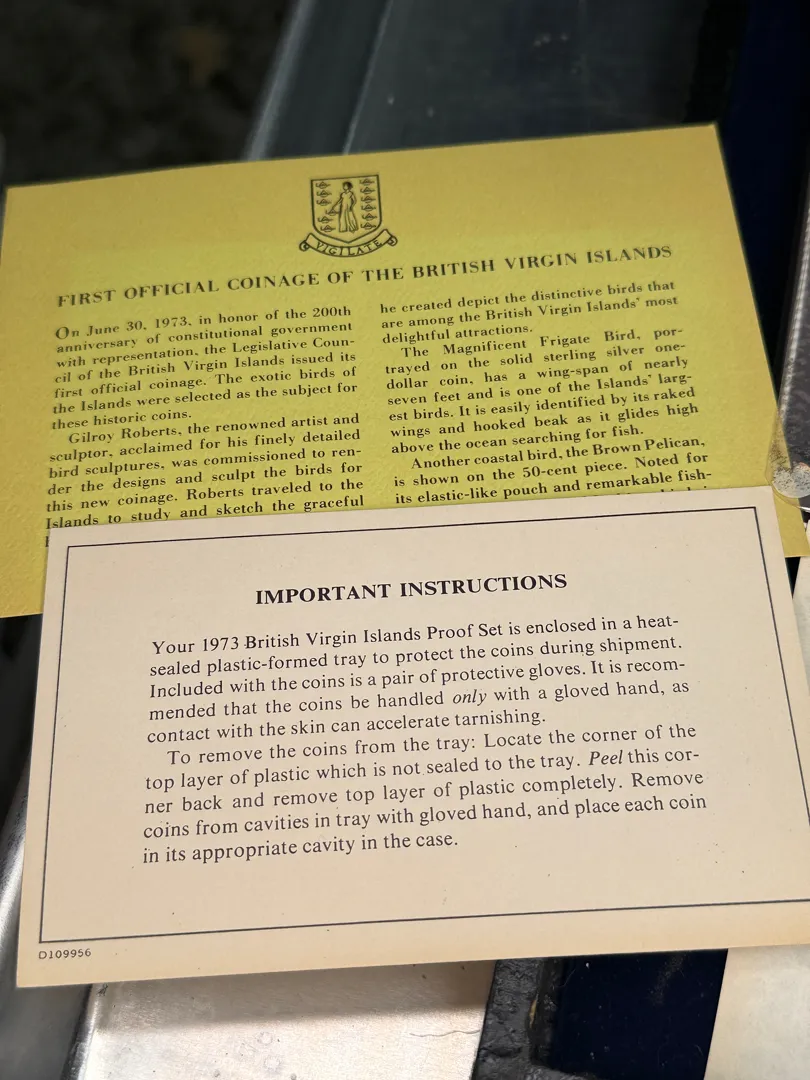 VIGILATE
FIRST OFFICIAL COINAGE OF THE BRITISH VIRGIN ISLANDS
On June 30, 1973, in honor of the 200th
anniversary of constitutional government
with representation, the Legislative Coun-
cil of the British Virgin Islands issued its
first official coinage. The exotic birds of
the Islands were selected as the subject for
these historic coins.
Gilroy Roberts, the renowned artist and
sculptor, acclaimed for his finely detailed
bird sculptures, was commissioned to ren-
der the designs and sculpt the birds for
this new coinage. Roberts traveled to the
Islands to study and sketch the graceful
he created depict the distinctive birds that
are among the British Virgin Islands' most
delightful attractions.
The Magnificent Frigate Bird, por-
trayed on the solid sterling silver one-
dollar coin, has a wing-span of nearly
seven feet and is one of the Islands' larg-
est birds. It is easily identified by its raked
wings and hooked beak as it glides high
above the ocean searching for fish.
Another coastal bird, the Brown Pelican,
is shown on the 50-cent piece. Noted for
its elastic-like pouch and remarkable fish-
IMPORTANT INSTRUCTIONS
Your 1973 British Virgin Islands Proof Set is enclosed in a heat-
sealed plastic-formed tray to protect the coins during shipment.
Included with the coins is a pair of protective gloves. It is recom-
mended that the coins be handled only with a gloved hand, as
contact with the skin can accelerate tarnishing.
To remove the coins from the tray: Locate the corner of the
top layer of plastic which is not sealed to the tray. Peel this cor-
ner back and remove top layer of plastic completely. Remove
coins from cavities in tray with gloved hand, and place each coin
in its appropriate cavity in the case.
D109956